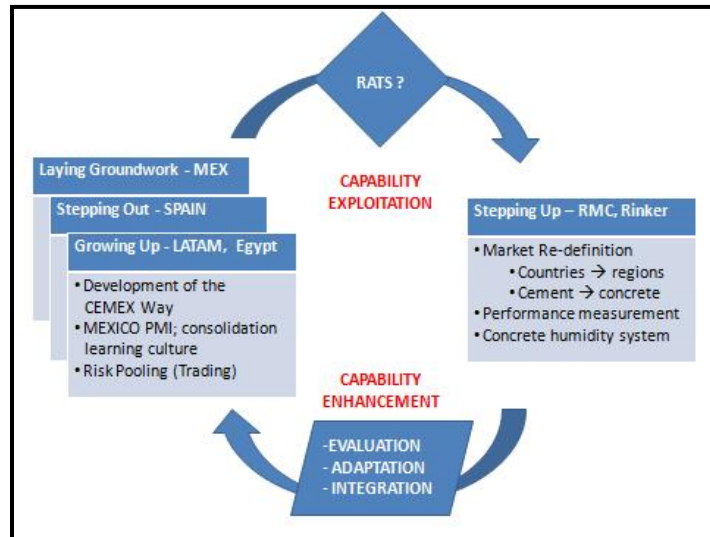 RATS ?
Laying Groundwork - MEX
Stepping Out - SPAIN
Growing Up - LATAM, Egypt
• Development of the
CEMEX Way
• MEXICO PMI; consolidation
learning culture
• Risk Pooling (Trading)
CAPABILITY
EXPLOITATION
Stepping Up – RMC, Rinker
• Market Re-definition
• Countries → regions
• Cement → concrete
• Performance measurement
• Concrete humidity system
CAPABILITY
ENHANCEMENT
-EVALUATION
- ADAPTATION
- INTEGRATION